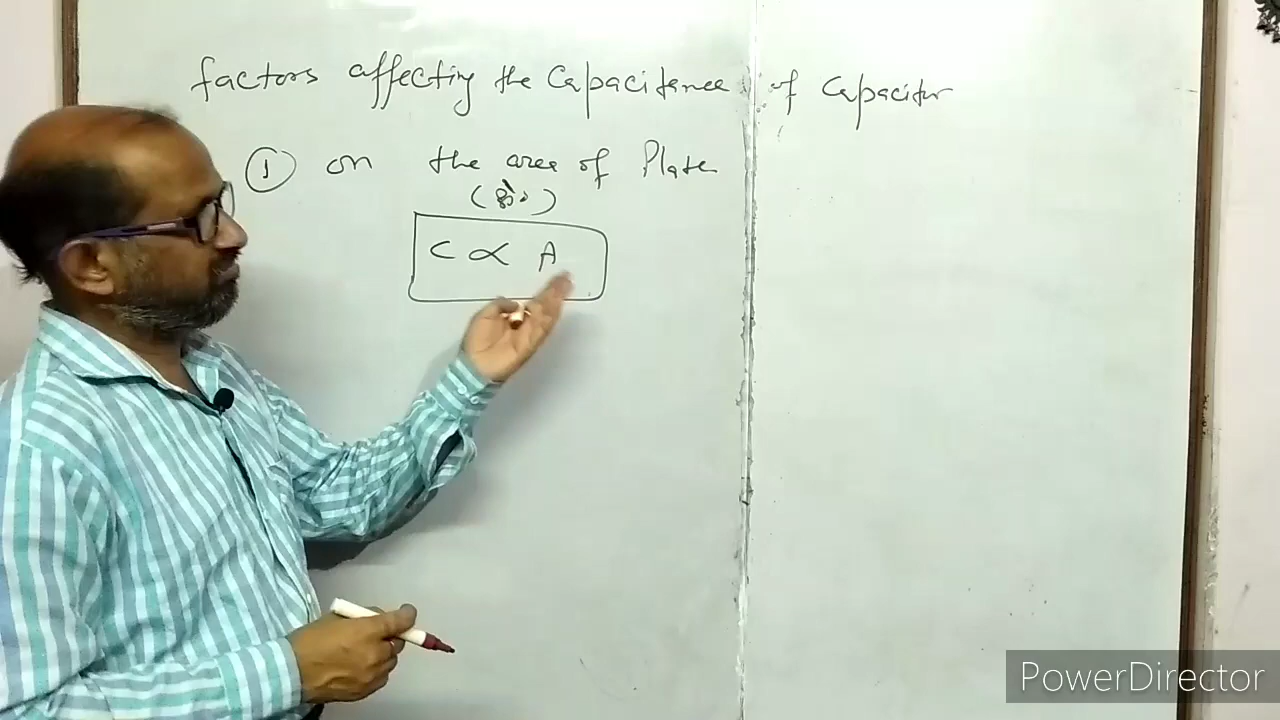 factors affecting the Capacitance of Capacitor
① on the area of Plate
C ∝ A
PowerDirector